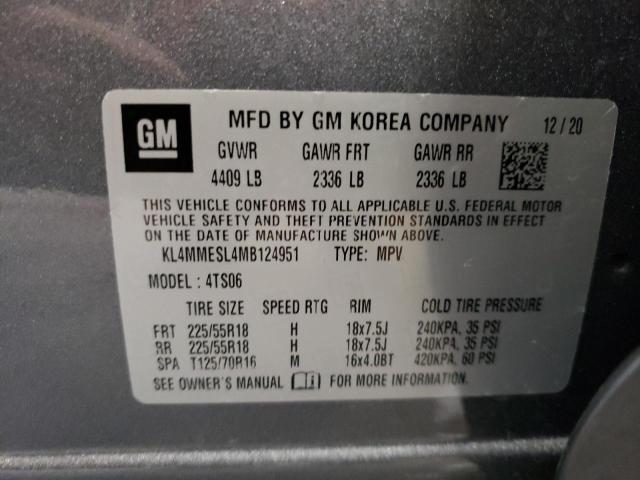 GM MFD BY GM KOREA COMPANY 12/20
GVWR GAWR FRT GAWR RR
4409 LB 2336 LB 2336 LB
THIS VEHICLE CONFORMS TO ALL APPLICABLE U.S. FEDERAL MOTOR
VEHICLE SAFETY AND THEFT PREVENTION STANDARDS IN EFFECT
ON THE DATE OF MANUFACTURE SHOWN ABOVE.
KL4MMESL4MB124951 TYPE: MPV
MODEL: 4TS06
TIRE SIZE SPEED RTG RIM COLD TIRE PRESSURE
FRT 225/55R18 H 18x7.5J 240KPA, 35 PSI
RR 225/55R18 H 18x7.5J 240KPA, 35 PSI
SPA T125/70R16 M 16x4.0BT 420KPA, 60 PSI
SEE OWNER'S MANUAL FOR MORE INFORMATION.